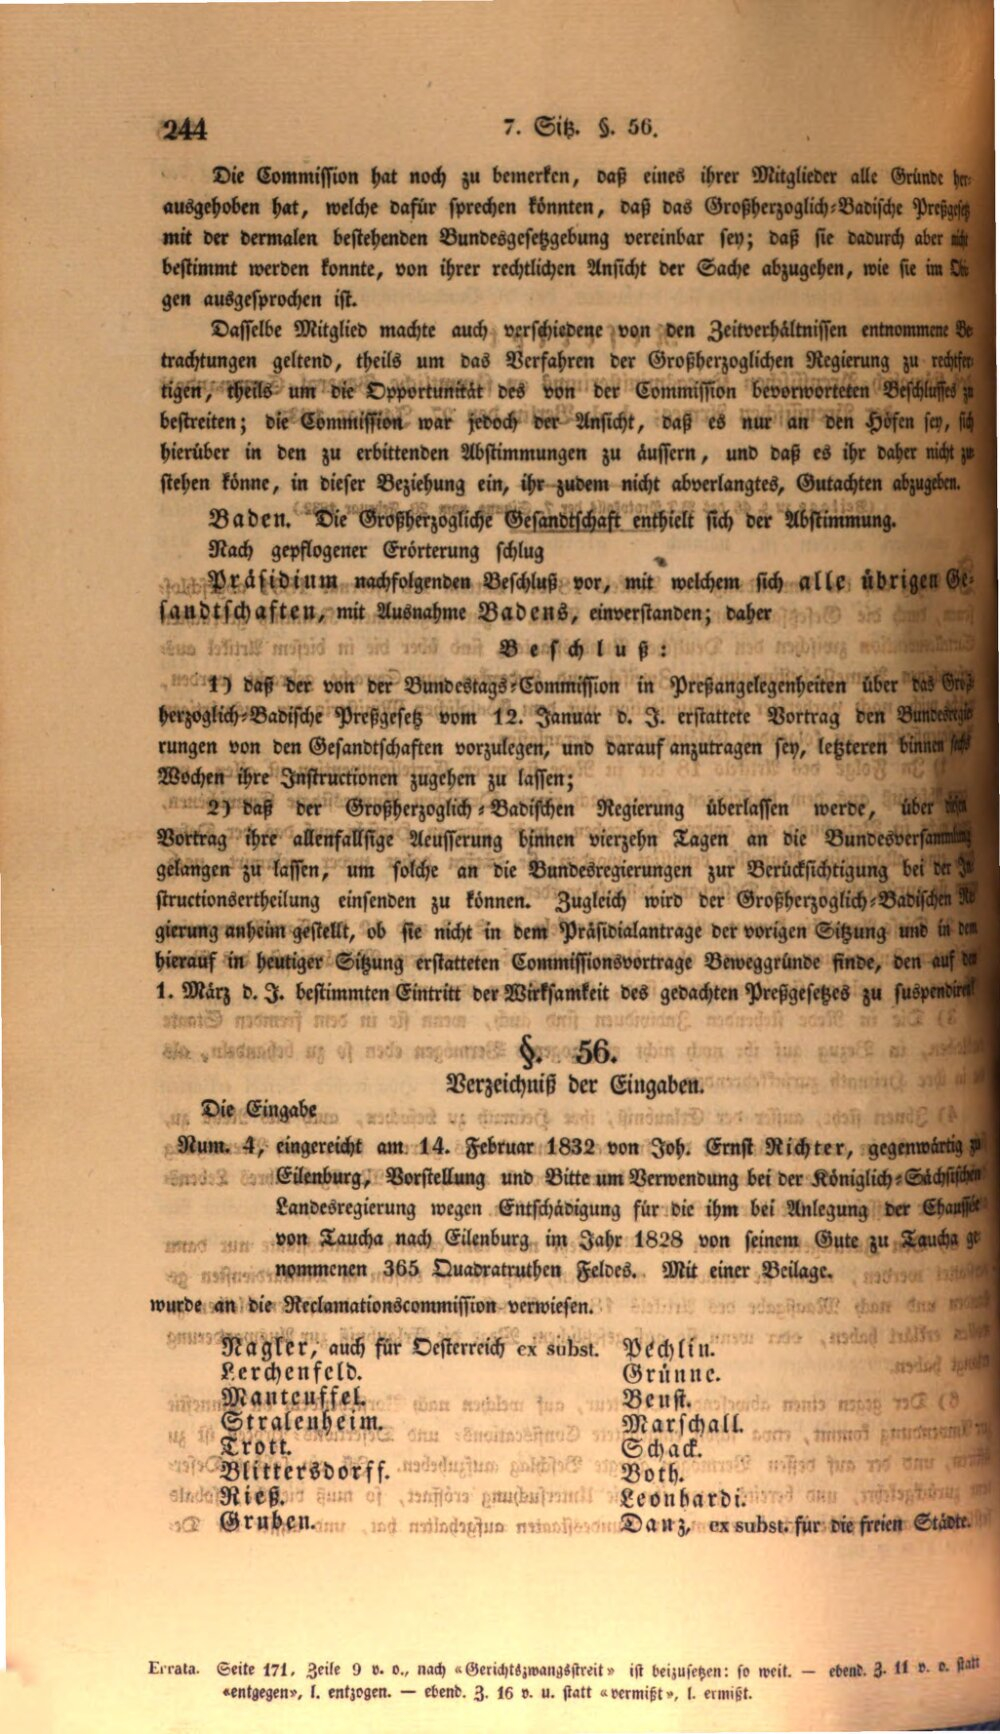 244
7. Sitz. §. 56.
Die Commission hat noch zu bemerken, daß eines ihrer Mitglieder alle Gründe her-
ausgehoben hat, welche dafür sprechen könnten, daß das Großherzoglich-Badische Preßgesetz
mit der dermalen bestehenden Bundesgesetzgebung vereinbar sey; daß sie dadurch aber nicht
bestimmt werden konnte, von ihrer rechtlichen Ansicht der Sache abzugehen, wie sie im Obi-
gen ausgesprochen ist.
Dasselbe Mitglied machte auch verschiedene von den Zeitverhältnissen entnommene Be-
trachtungen geltend, theils um das Verfahren der Großherzoglichen Regierung zu rechtfer-
tigen, theils um die Opportunität des von der Commission bevorworteten Beschlusses zu
bestreiten; die Commission war jedoch der Ansicht, daß es nur an den Höfen sey, sich
hierüber in den zu erbittenden Abstimmungen zu äussern, und daß es ihr daher nicht zu-
stehen könne, in dieser Beziehung ein, ihr zudem nicht abverlangtes, Gutachten abzugeben.
Baden. Die Großherzogliche Gesandtschaft enthielt sich der Abstimmung.
Nach gepflogener Erörterung schlug
Präsidium nachfolgenden Beschluß vor, mit welchem sich alle übrigen Ge-
sandtschaften, mit Ausnahme Badens, einverstanden; daher
Beschluß:
1) daß der von der Bundestags-Commission in Preßangelegenheiten über das Groß-
herzoglich-Badische Preßgesetz vom 12. Januar d. J. erstattete Vortrag den Bundesregie-
rungen von den Gesandtschaften vorzulegen, und darauf anzutragen sey, letzteren binnen sechs
Wochen ihre Instructionen zugehen zu lassen;
2) daß der Großherzoglich-Badischen Regierung überlassen werde, über
Vortrag ihre allenfallsige Aeusserung binnen vierzehn Tagen an die Bundesversammlung
gelangen zu lassen, um solche an die Bundesregierungen zur Berücksichtigung bei der In-
structionsertheilung einsenden zu können. Zugleich wird der Großherzoglich-Badischen Re-
gierung anheim gestellt, ob sie nicht in dem Präsidialantrage der vorigen Sitzung und in dem
hierauf in heutiger Sitzung erstatteten Commissionsvortrage Beweggründe finde, den auf den
1. März d. J. bestimmten Eintritt der Wirksamkeit des gedachten Preßgesetzes zu suspendiren.
§. 56.
Verzeichniß der Eingaben.
Die Eingabe
Num. 4, eingereicht am 14. Februar 1832 von Joh. Ernst Richter, gegenwärtig zu
Eilenburg, Vorstellung und Bitte um Verwendung bei der Königlich-Sächsischen
Landesregierung wegen Entschädigung für die ihm bei Anlegung der Chaussée
von Taucha nach Eilenburg im Jahr 1828 von seinem Gute zu Taucha ge-
nommenen 365 Quadratruthen Feldes. Mit einer Beilage.
wurde an die Reclamationscommission verwiesen.
Nagler, auch für Oesterreich ex subst.
Lerchenfeld.
Manteuffel.
Stralenheim.
Trott.
Blittersdorff.
Rieß.
Gruben.
Pechlin.
Grünne.
Beust.
Marschall.
Schack.
Both.
Leonhardi.
Danz, ex subst. für die freien Städte.
Errata. Seite 171, Zeile 9 v. o., nach «Gerichtszwangsstreit» ist beizusetzen: so weit. — ebend. Z. 11 v. o. statt
«entgegen», l. entzogen. — ebend. Z. 16 v. u. statt «vermißt», l. ermißt.